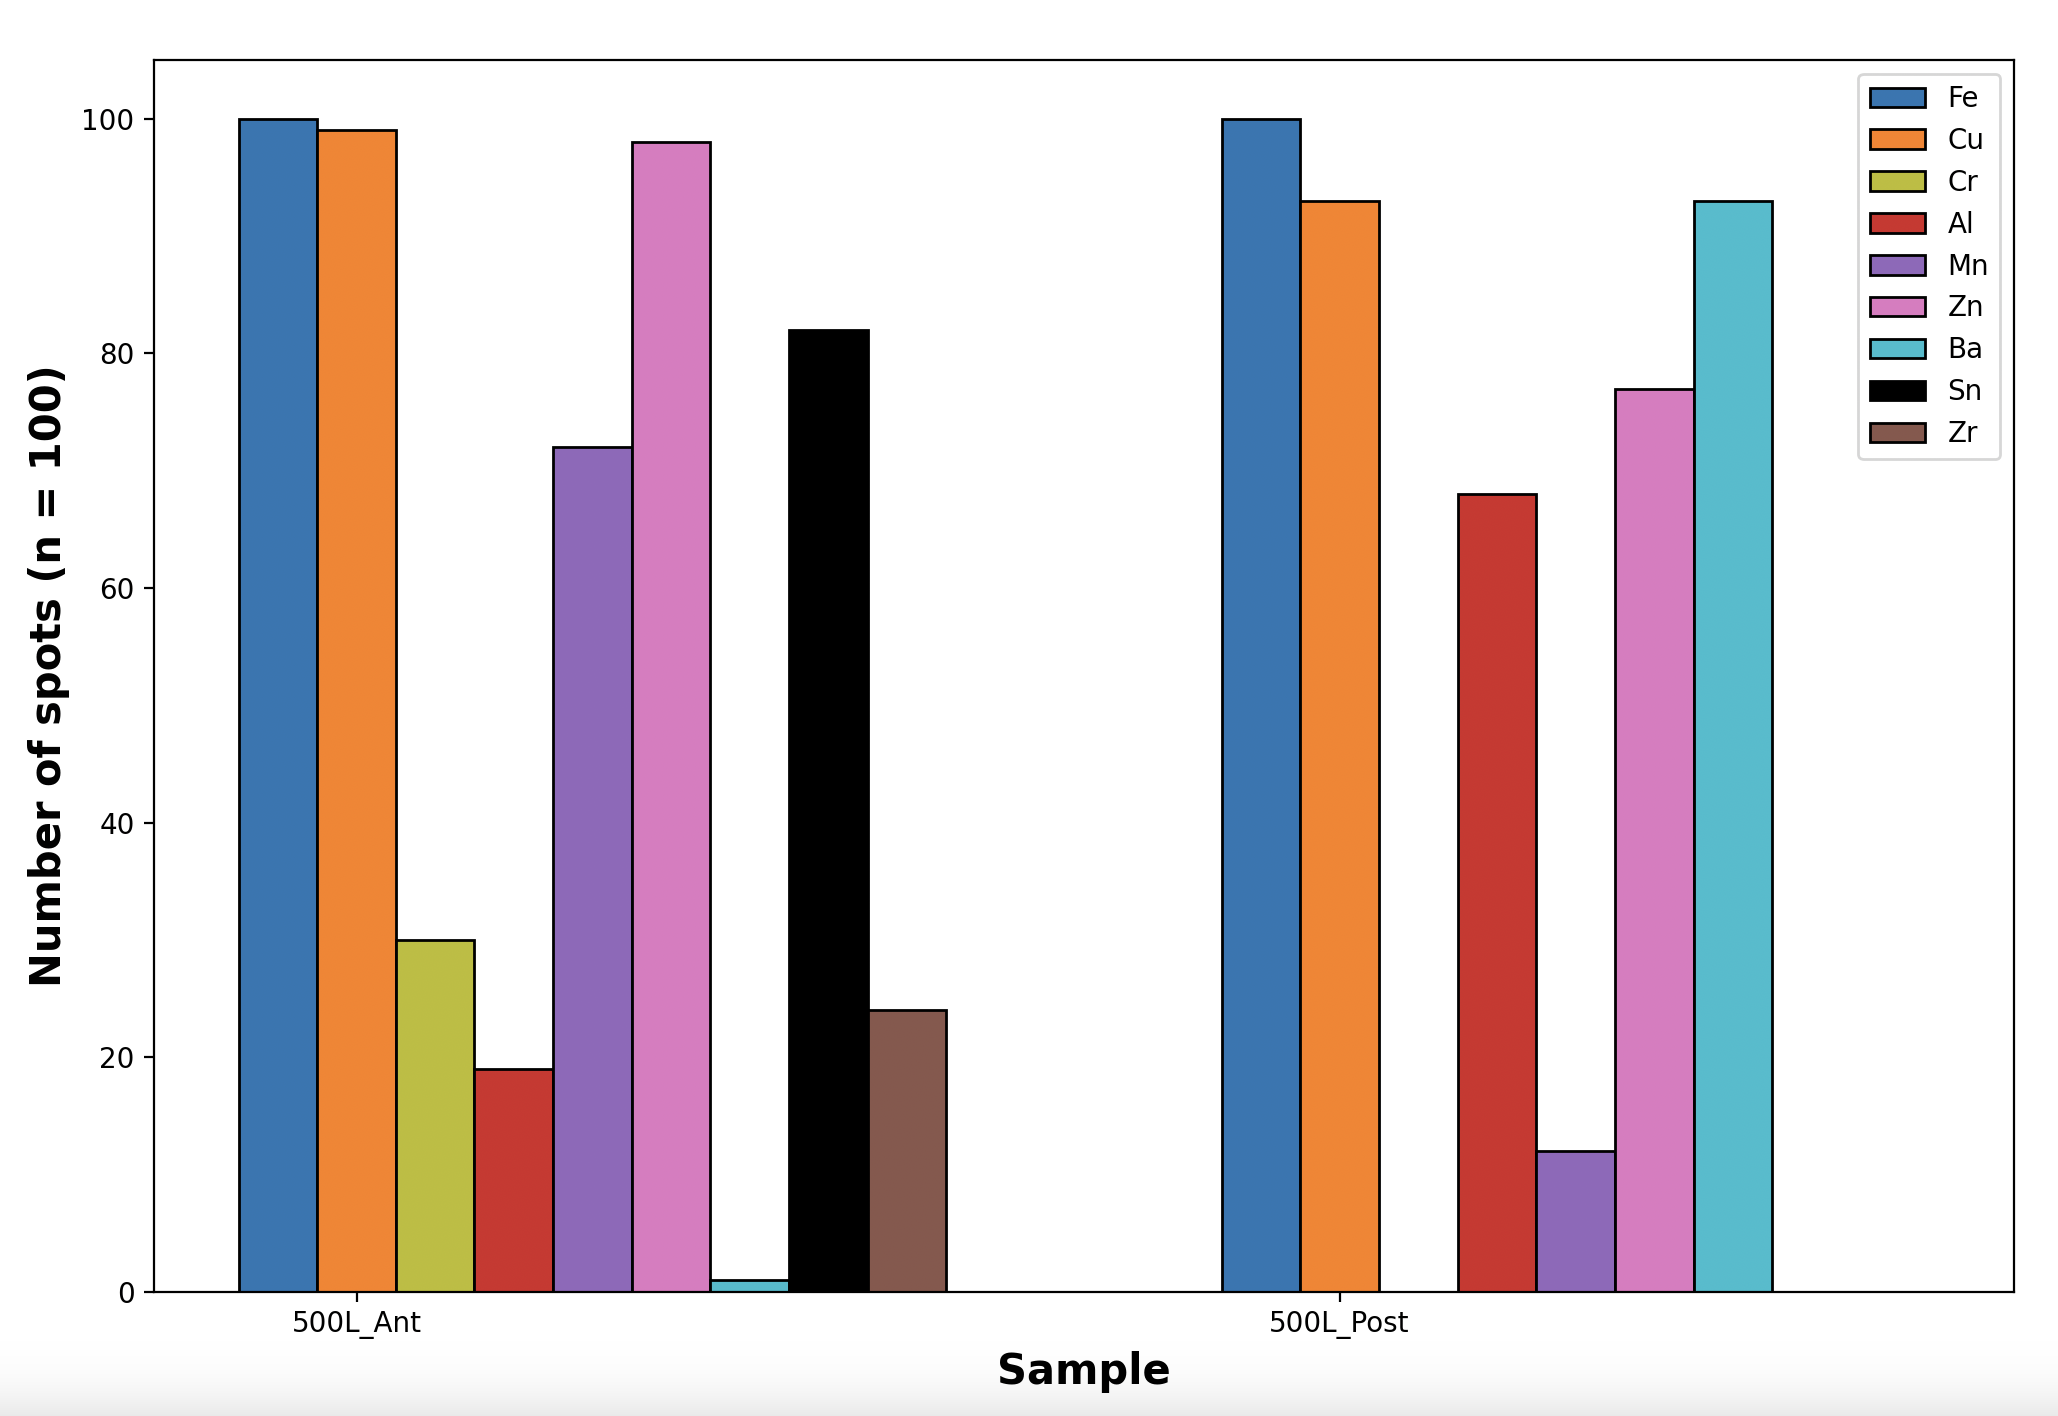 Number of spots (n = 100)
100
80
60
40
20
0
500L_Ant
500L_Post
Sample
Fe
Cu
Cr
Al
Mn
Zn
Ba
Sn
Zr